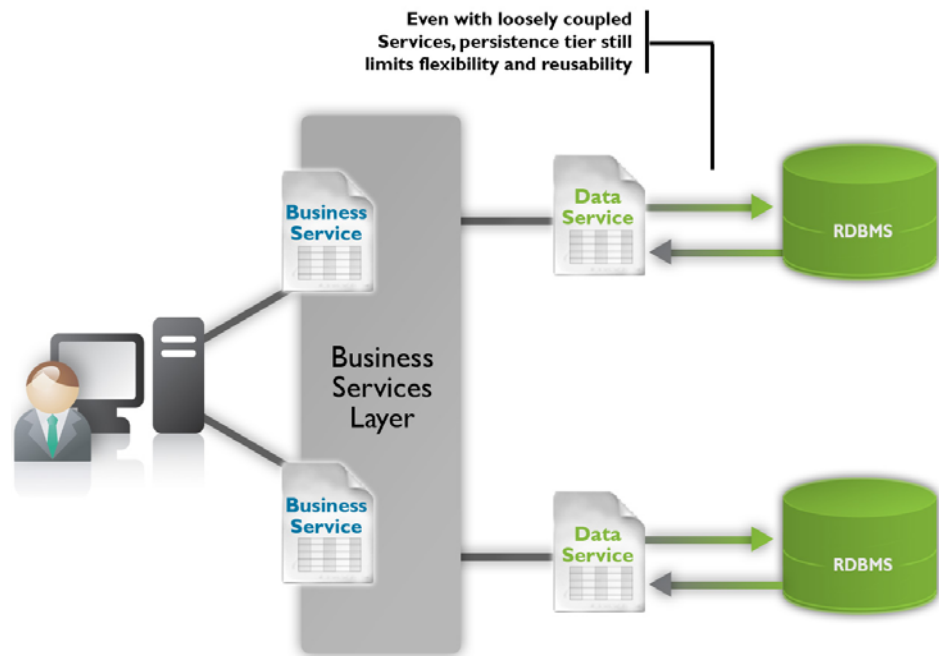 Even with loosely coupled
Services, persistence tier still
limits flexibility and reusability
Business
Service
Data
Service
RDBMS
Business
Services
Layer
Business
Service
Data
Service
RDBMS